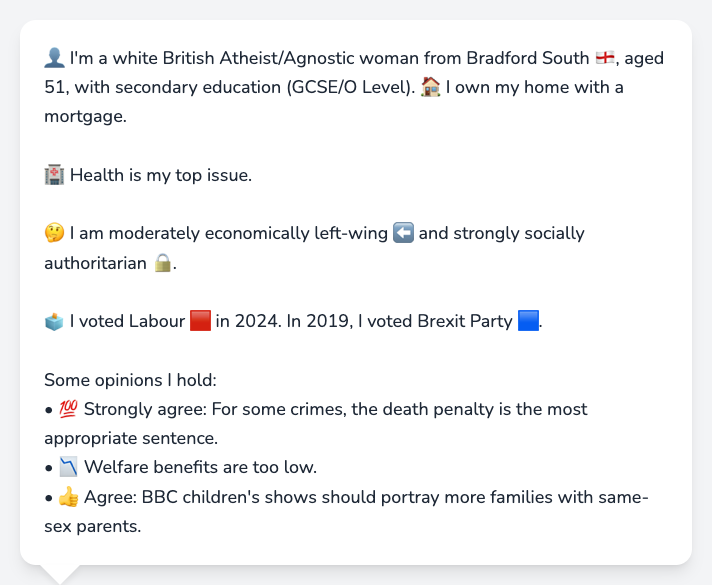 👤 I'm a white British Atheist/Agnostic woman from Bradford South 🏴󠁧󠁢󠁥󠁮󠁧󠁿, aged
51, with secondary education (GCSE/O Level). 🏠 I own my home with a
mortgage.
🏥 Health is my top issue.
🤔 I am moderately economically left-wing ⬅️ and strongly socially
authoritarian 🔒.
🗳️ I voted Labour 🟥 in 2024. In 2019, I voted Brexit Party 🟦.
Some opinions I hold:
• 💯 Strongly agree: For some crimes, the death penalty is the most
appropriate sentence.
• 📉 Welfare benefits are too low.
• 👍 Agree: BBC children's shows should portray more families with same-
sex parents.